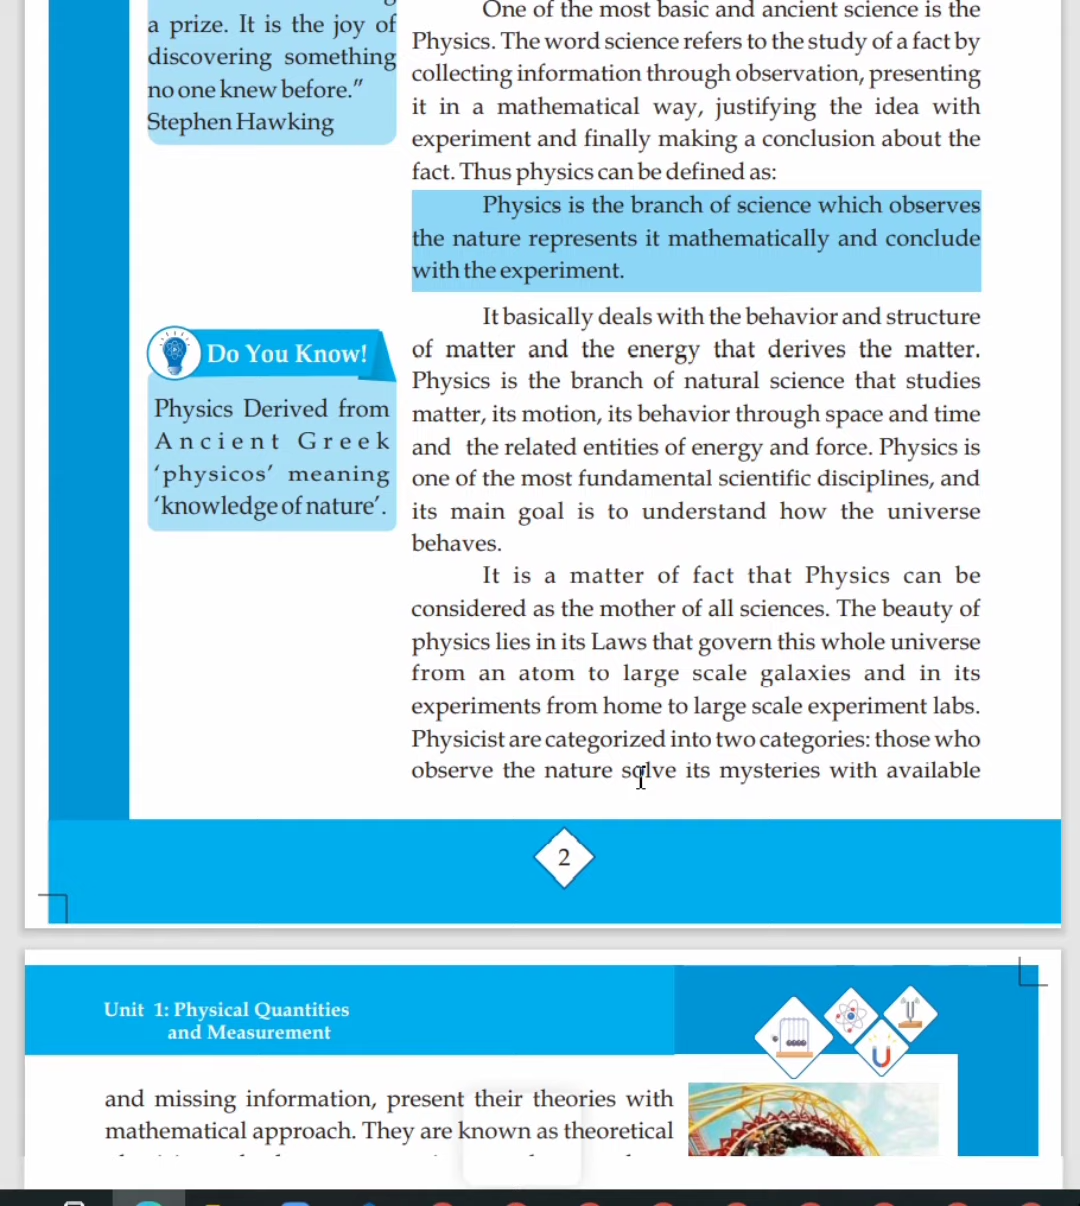 a prize. It is the joy of
discovering something
no one knew before.”
Stephen Hawking
One of the most basic and ancient science is the
Physics. The word science refers to the study of a fact by
collecting information through observation, presenting
it in a mathematical way, justifying the idea with
experiment and finally making a conclusion about the
fact. Thus physics can be defined as:
Physics is the branch of science which observes
the nature represents it mathematically and conclude
with the experiment.
Do You Know!
Physics Derived from
Ancient Greek
‘physicos’ meaning
‘knowledge of nature’.
It basically deals with the behavior and structure
of matter and the energy that derives the matter.
Physics is the branch of natural science that studies
matter, its motion, its behavior through space and time
and the related entities of energy and force. Physics is
one of the most fundamental scientific disciplines, and
its main goal is to understand how the universe
behaves.
It is a matter of fact that Physics can be
considered as the mother of all sciences. The beauty of
physics lies in its Laws that govern this whole universe
from an atom to large scale galaxies and in its
experiments from home to large scale experiment labs.
Physicist are categorized into two categories: those who
observe the nature solve its mysteries with available
2
Unit 1: Physical Quantities
and Measurement
and missing information, present their theories with
mathematical approach. They are known as theoretical